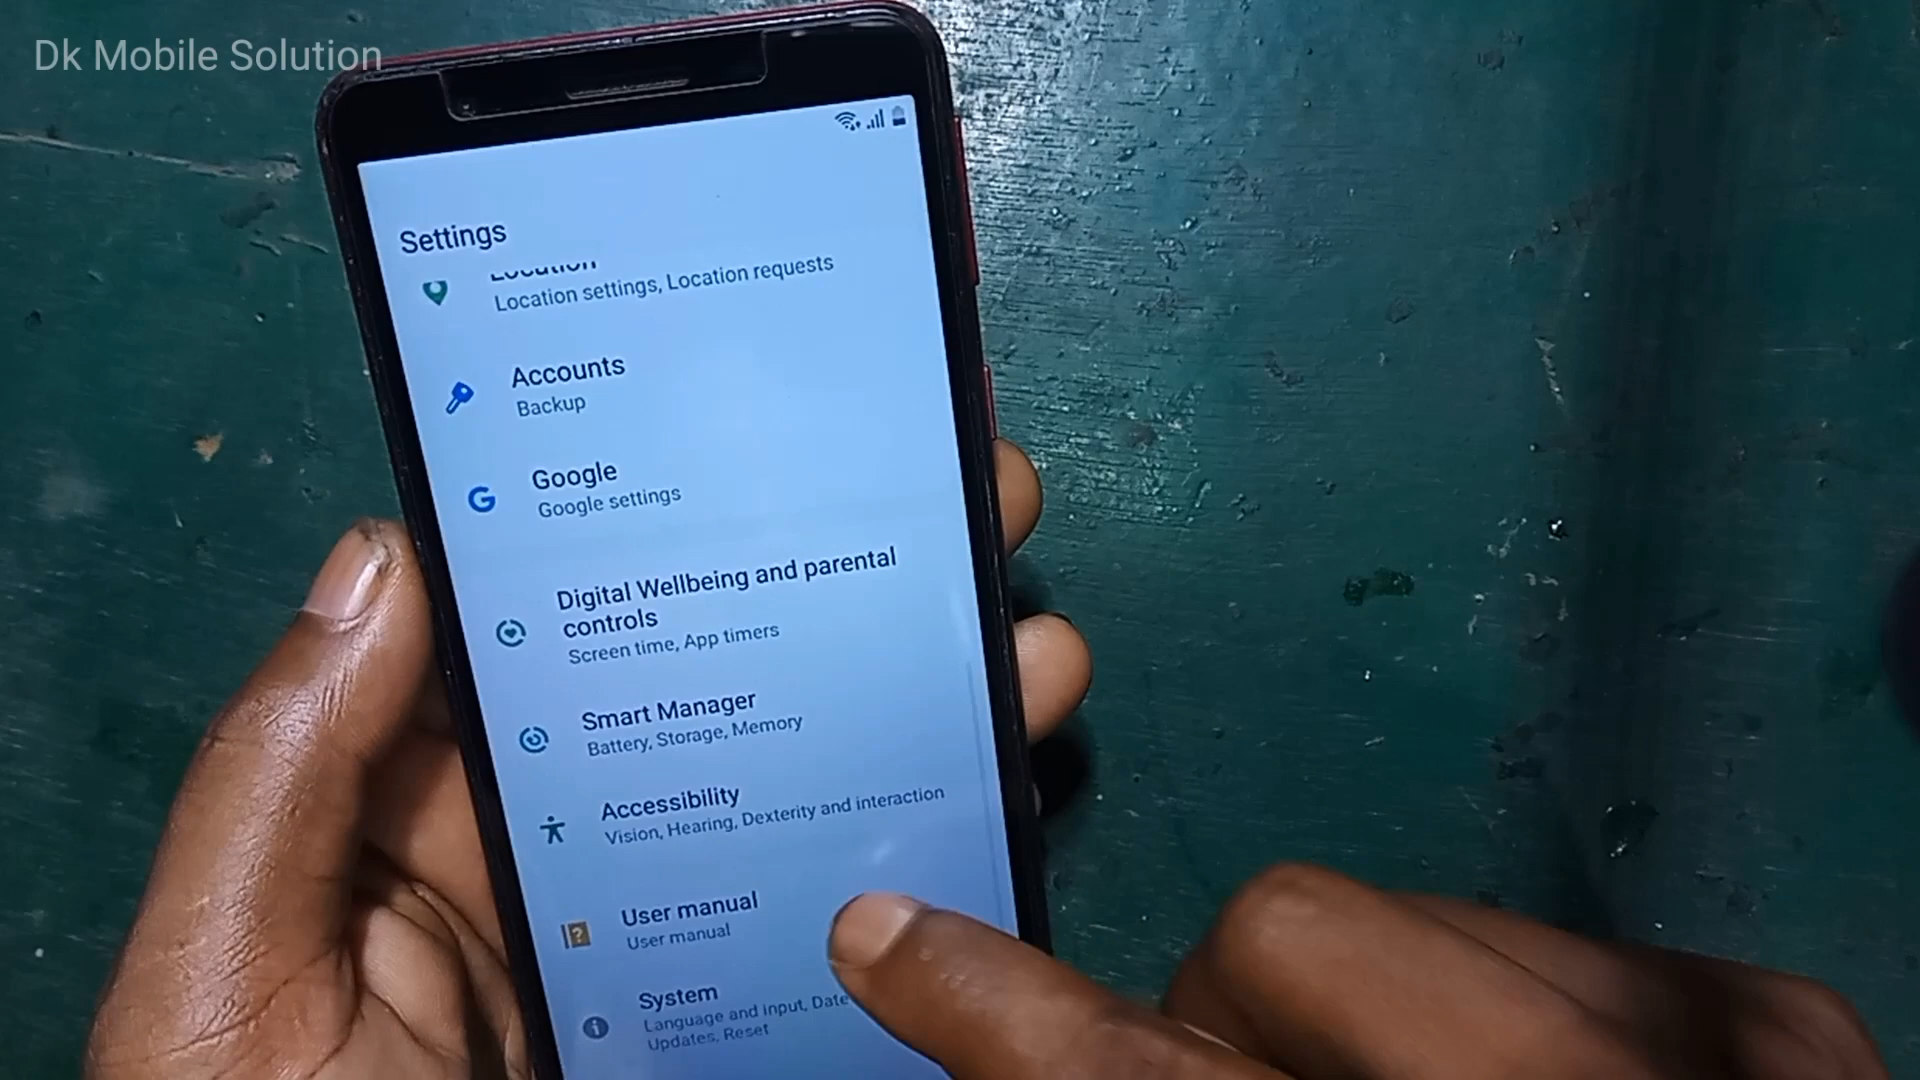 Dk Mobile Solution
Settings
Location
Location settings, Location requests
Accounts
Backup
Google
Google settings
Digital Wellbeing and parental
controls
Screen time, App timers
Smart Manager
Battery, Storage, Memory
Accessibility
Vision, Hearing, Dexterity and interaction
User manual
User manual
System
Language and input, Date
Updates, Reset